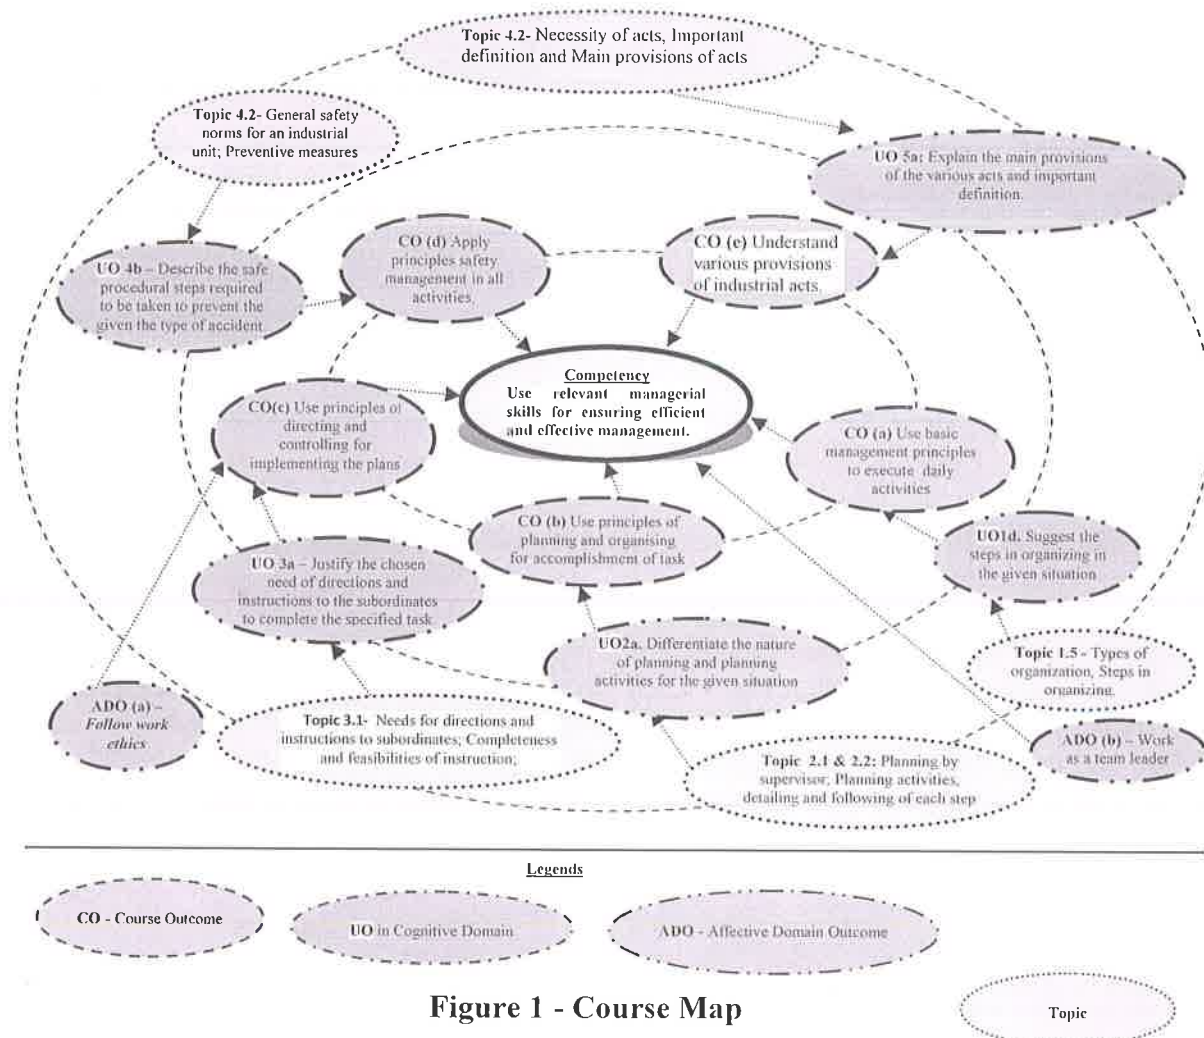 Topic 4.2- Necessity of acts, Important
definition and Main provisions of acts
Topic 4.2- General safety
norms for an industrial
unit; Preventive measures
UO 5a: Explain the main provisions
of the various acts and important
definition.
CO (d) Apply
principles safety
management in all
activities.
CO (e) Understand
various provisions
of industrial acts.
UO 4b – Describe the safe
procedural steps required
to be taken to prevent the
given the type of accident
Competency
Use relevant managerial
skills for ensuring efficient
and effective management.
CO(c) Use principles of
directing and
controlling for
implementing the plans
CO (a) Use basic
management principles
to execute daily
activities
CO (b) Use principles of
planning and organising
for accomplishment of task
UO1d. Suggest the
steps in organizing in
the given situation
UO 3a – Justify the chosen
need of directions and
instructions to the subordinates
to complete the specified task
UO2a. Differentiate the nature
of planning and planning
activities for the given situation
Topic 1.5 - Types of
organization, Steps in
organizing.
ADO (a) –
Follow work
ethics
Topic 3.1- Needs for directions and
instructions to subordinates; Completeness
and feasibilities of instruction;
ADO (b) – Work
as a team leader
Topic 2.1 & 2.2: Planning by
supervisor; Planning activities,
detailing and following of each step
Legends
CO - Course Outcome
UO in Cognitive Domain
ADO - Affective Domain Outcome
Figure 1 - Course Map
Topic